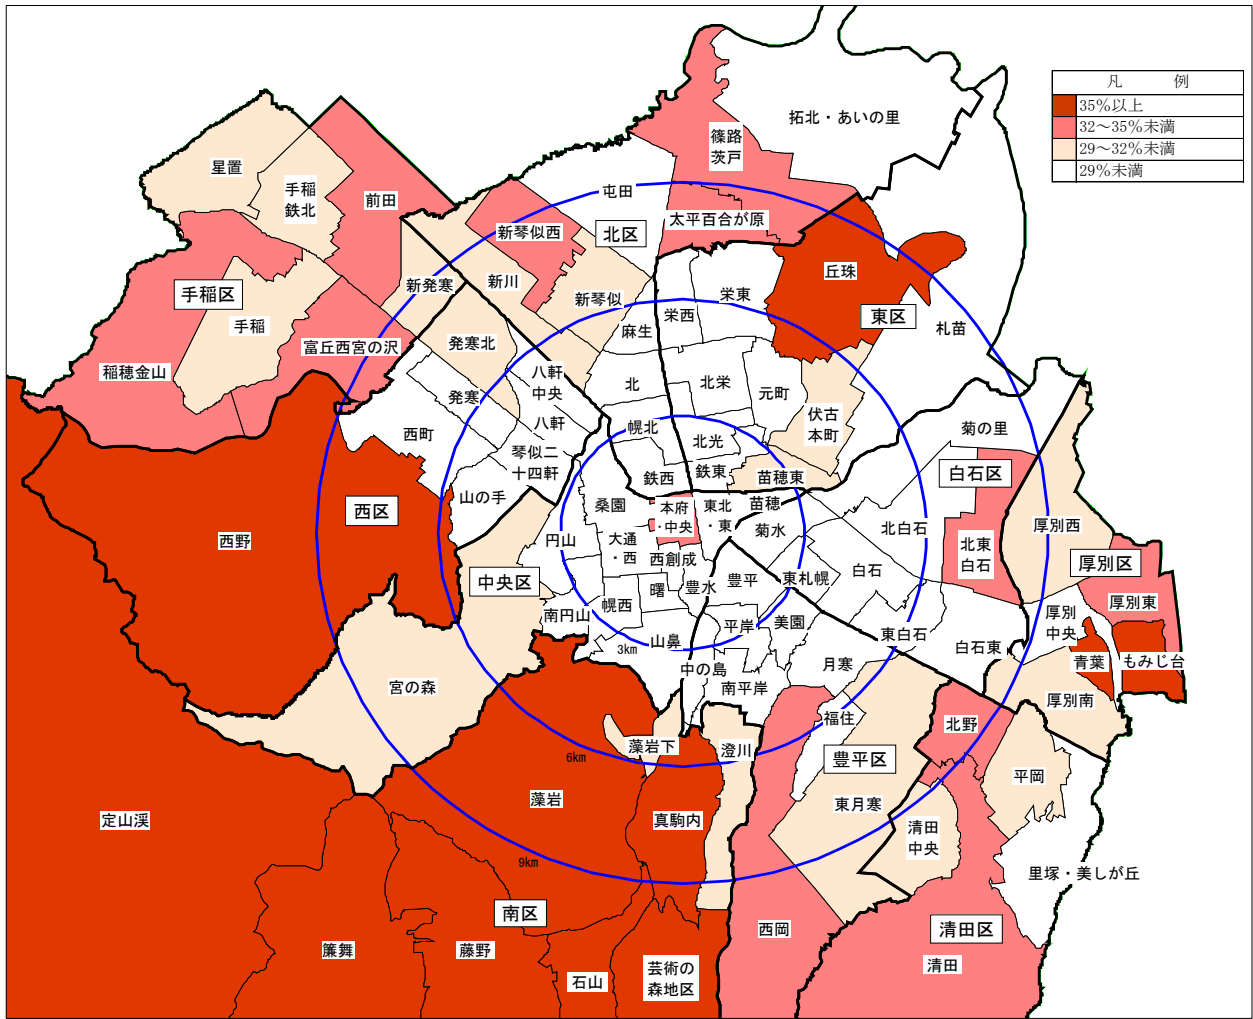 凡 例
35%以上
32～35%未満
29～32%未満
29%未満
拓北・あいの里
篠路
茨戸
星置
手稲
鉄北
前田
屯田
太平百合が原
新琴似西
北区
丘珠
手稲区
新発寒
新川
新琴似
栄東
栄西
東区
札苗
手稲
麻生
富丘西宮の沢
発寒北
稲穂金山
八軒
中央
北
北栄
元町
発寒
伏古
本町
西町
八軒
幌北
北光
菊の里
琴似二
十四軒
鉄西
鉄東
苗穂東
白石区
山の手
西区
桑園
本府
・中央
東北
・東
苗穂
菊水
北白石
厚別西
西野
円山
大通
・西
西創成
北東
白石
厚別区
中央区
曙
豊水
豊平
東札幌
白石
南円山
幌西
厚別東
平岸
美園
厚別
中央
山鼻
3km
東白石
白石東
青葉
もみじ台
中の島
月寒
宮の森
南平岸
厚別南
福住
北野
藻岩下
澄川
6km
豊平区
平岡
藻岩
東月寒
定山渓
真駒内
清田
中央
9km
里塚・美しが丘
南区
西岡
清田区
簾舞
藤野
芸術の
森地区
清田
石山